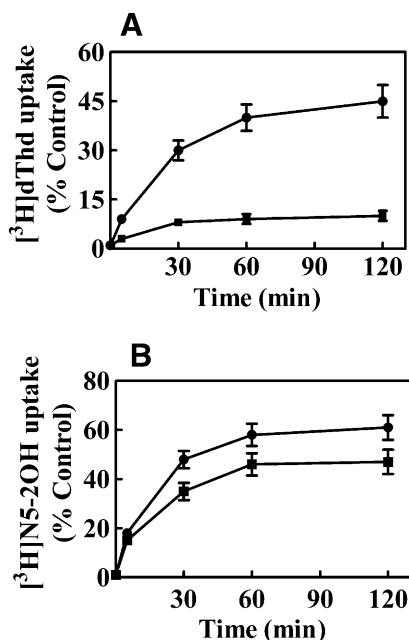 A
[³H]dThd uptake
(% Control)
60
45
30
15
0
30
60
90
120
Time (min)
B
[³H]N5-2OH uptake
(% Control)
80
60
40
20
0
30
60
90
120
Time (min)